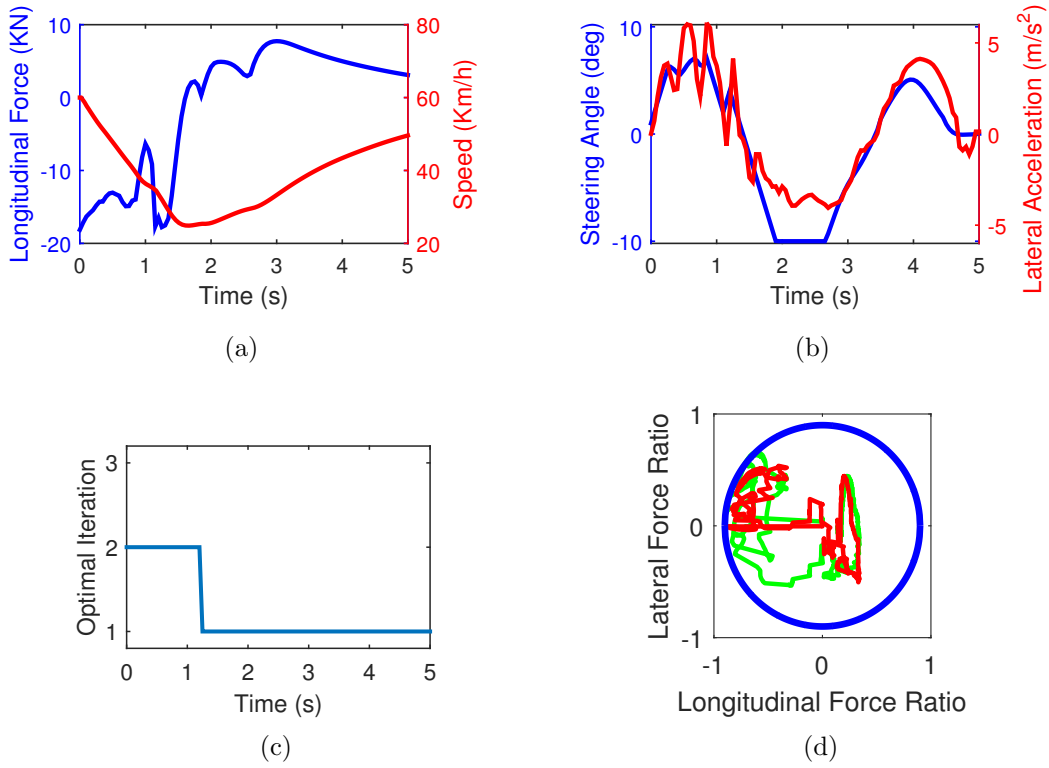 Longitudinal Force (KN)
10
0
-10
-20
80
60
40
20
Speed (Km/h)
0 1 2 3 4 5
Time (s)
(a)
Steering Angle (deg)
10
0
-10
5
0
-5
Lateral Acceleration (m/s²)
0 1 2 3 4 5
Time (s)
(b)
Optimal Iteration
3
2
1
0 1 2 3 4 5
Time (s)
(c)
Lateral Force Ratio
1
0
-1
-1 0 1
Longitudinal Force Ratio
(d)